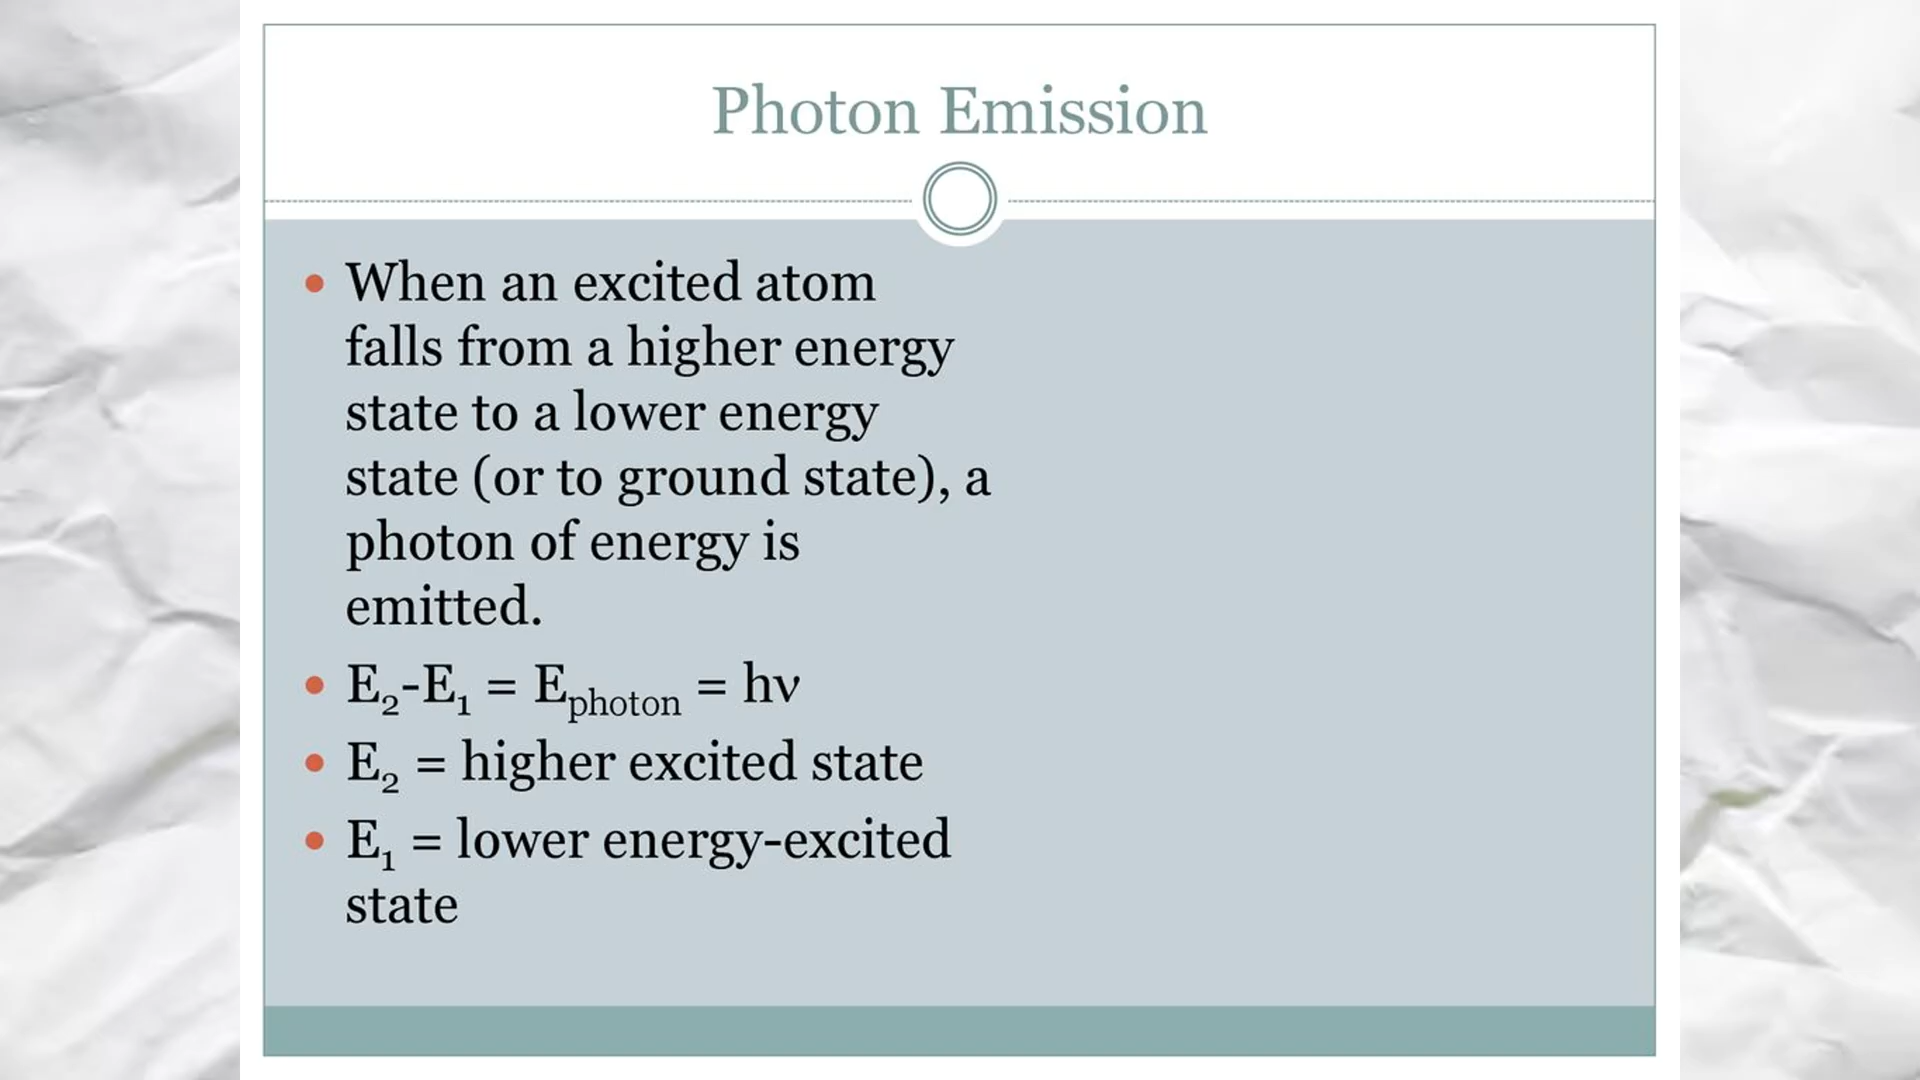 Photon Emission
• When an excited atom
falls from a higher energy
state to a lower energy
state (or to ground state), a
photon of energy is
emitted.
• E₂-E₁ = Ephoton = hν
• E₂ = higher excited state
• E₁ = lower energy-excited
state